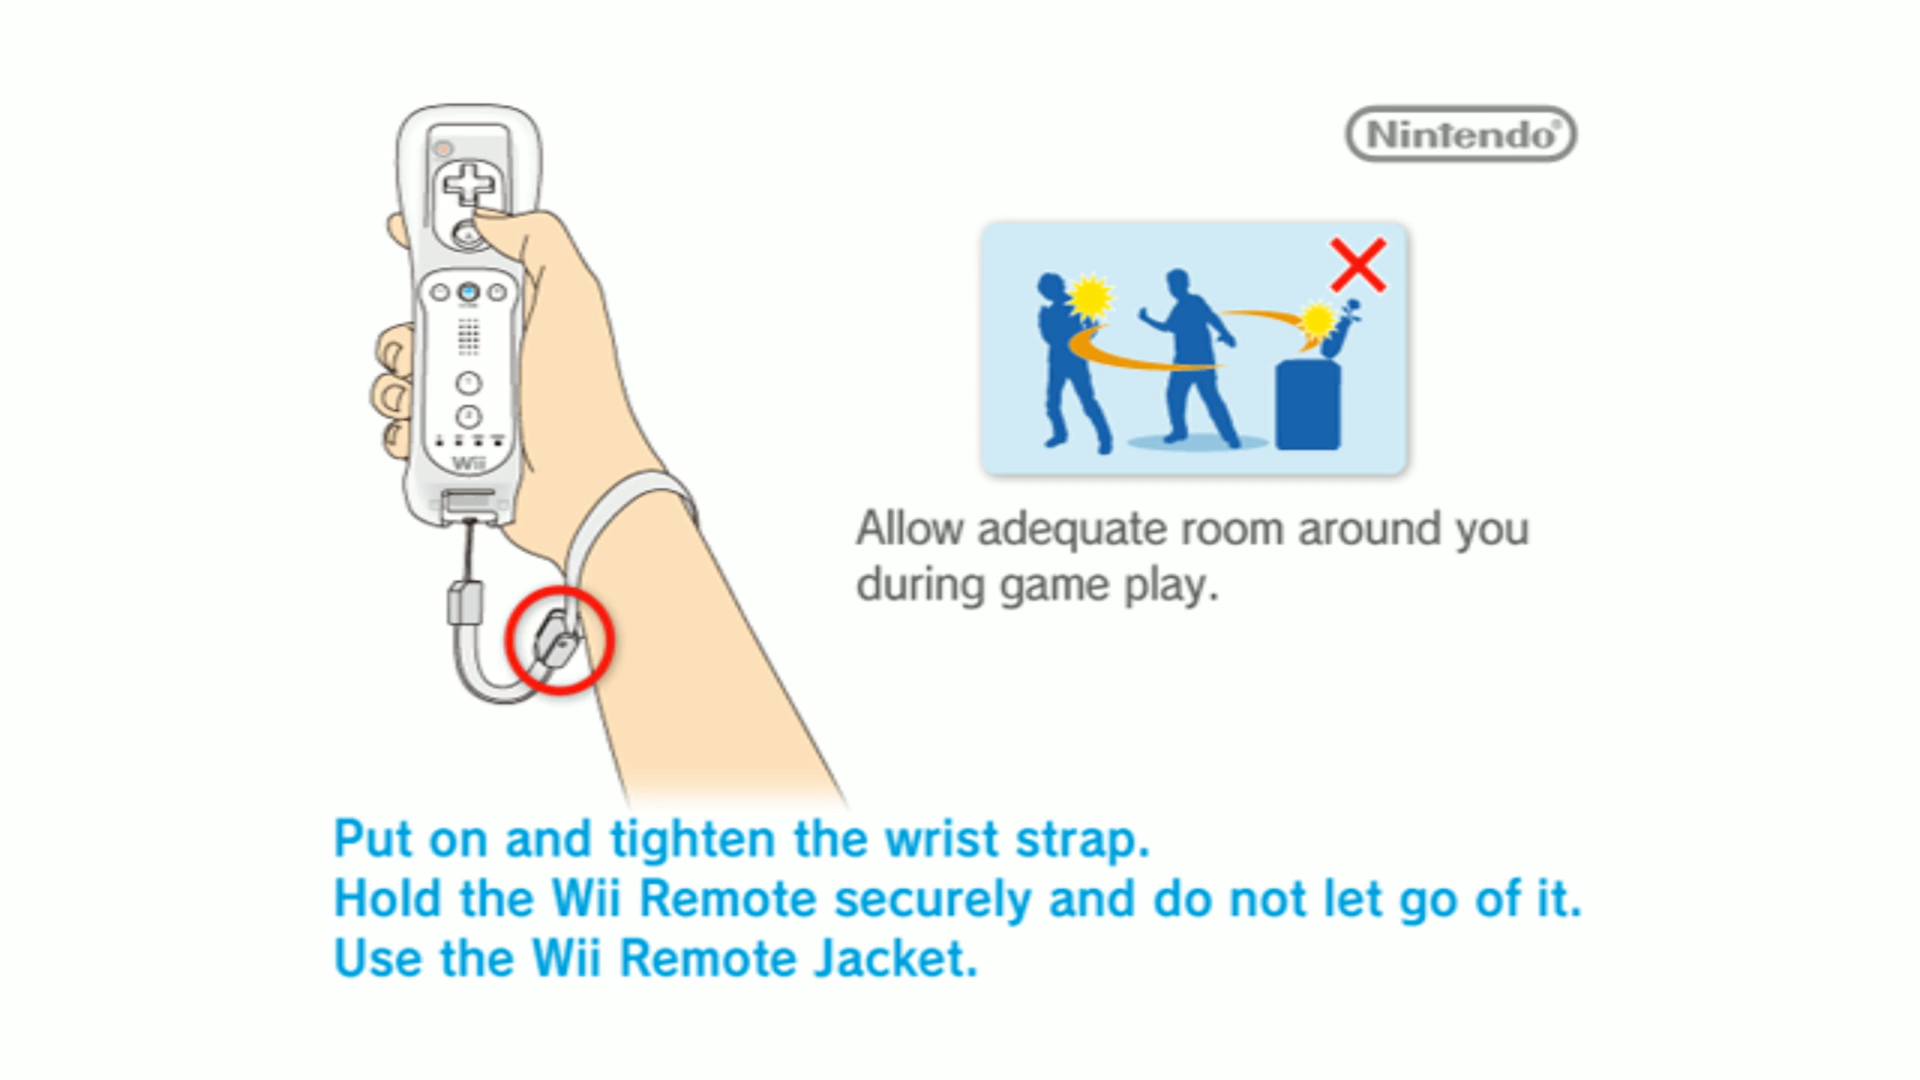 Nintendo®
Wii
Allow adequate room around you
during game play.
Put on and tighten the wrist strap.
Hold the Wii Remote securely and do not let go of it.
Use the Wii Remote Jacket.